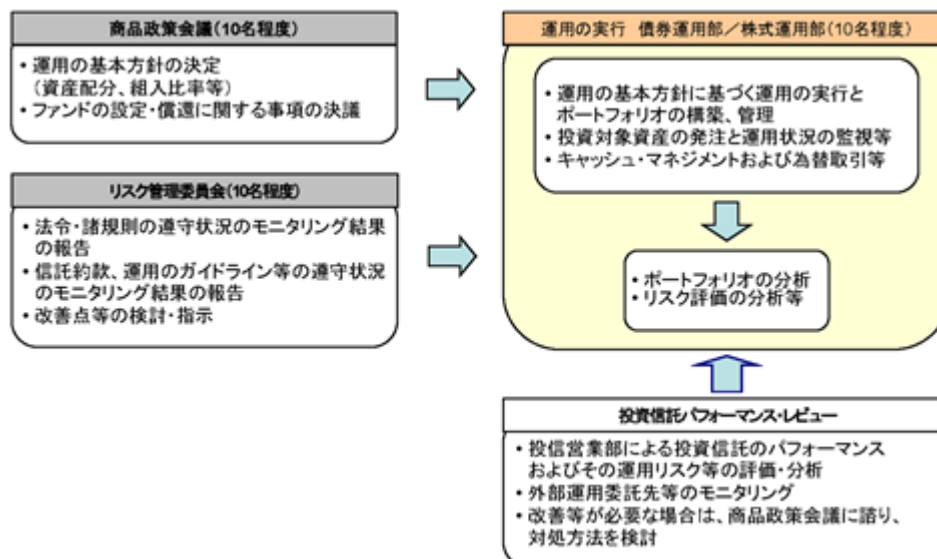 商品政策会議(10名程度)
・運用の基本方針の決定
(資産配分、組入比率等)
・ファンドの設定・償還に関する事項の決議
リスク管理委員会(10名程度)
・法令・諸規則の遵守状況のモニタリング結果
の報告
・信託約款、運用のガイドライン等の遵守状況
のモニタリング結果の報告
・改善点等の検討・指示
運用の実行 債券運用部/株式運用部(10名程度)
・運用の基本方針に基づく運用の実行と
ポートフォリオの構築、管理
・投資対象資産の発注と運用状況の監視等
・キャッシュ・マネジメントおよび為替取引等
・ポートフォリオの分析
・リスク評価の分析等
投資信託パフォーマンス・レビュー
・投信営業部による投資信託のパフォーマンス
およびその運用リスク等の評価・分析
・外部運用委託先等のモニタリング
・改善等が必要な場合は、商品政策会議に諮り、
対処方法を検討